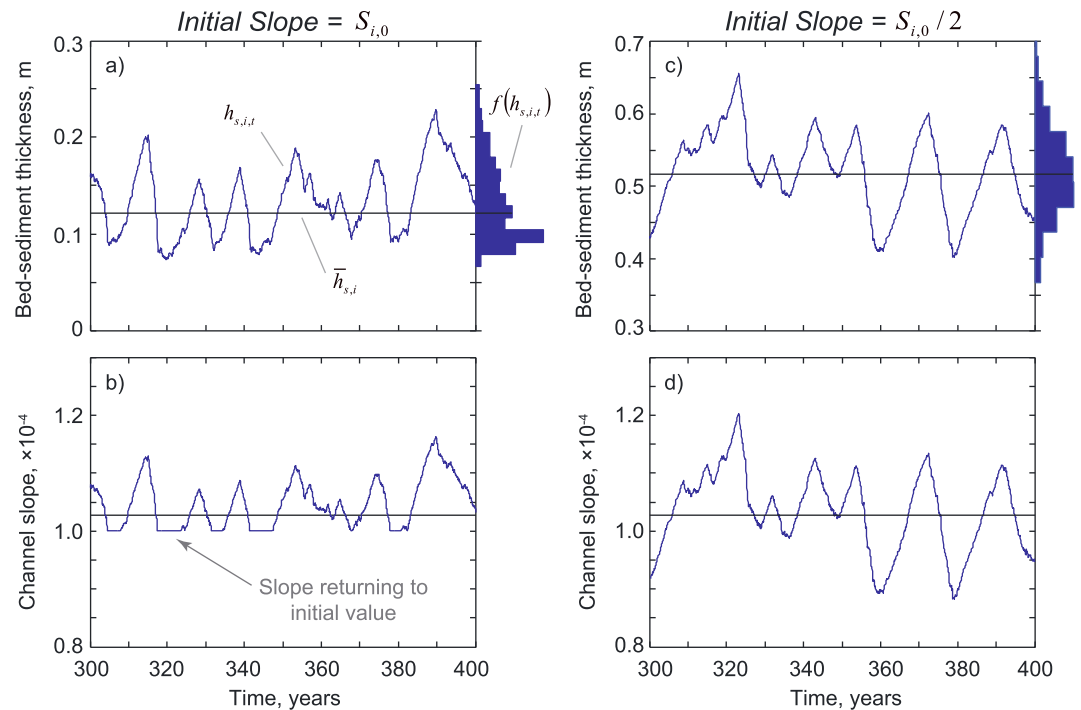 Initial Slope = S_{i,0}
Initial Slope = S_{i,0} / 2
a)
Bed-sediment thickness, m
0.3
0.2
0.1
0
h_{s,i,t}
f(h_{s,i,t})
h̅_{s,i}
c)
Bed-sediment thickness, m
0.7
0.6
0.5
0.4
0.3
b)
Channel slope, ×10⁻⁴
1.2
1.0
0.8
Slope returning to
initial value
300 320 340 360 380 400
Time, years
d)
Channel slope, ×10⁻⁴
1.2
1.0
0.8
300 320 340 360 380 400
Time, years